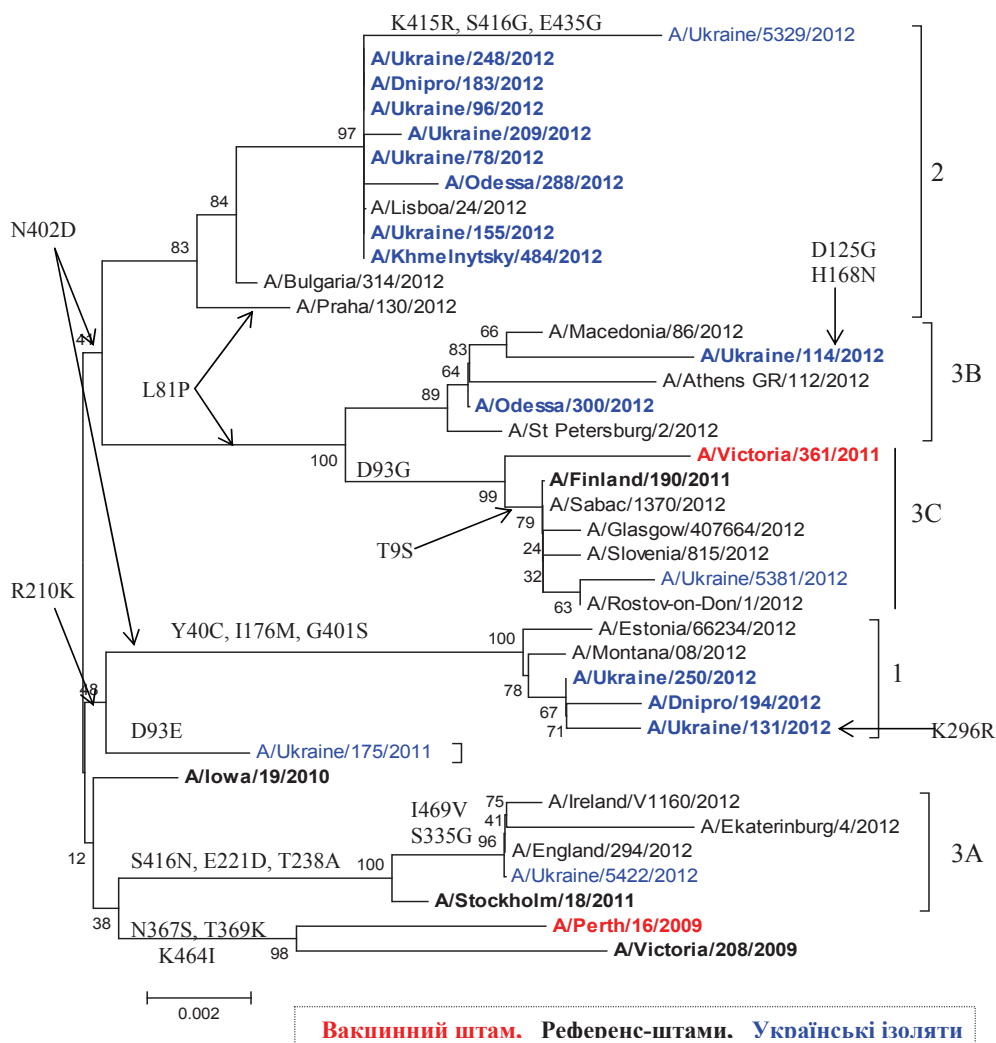 K415R, S416G, E435G
A/Ukraine/5329/2012
A/Ukraine/248/2012
A/Dnipro/183/2012
A/Ukraine/96/2012
97
A/Ukraine/209/2012
A/Ukraine/78/2012
2
A/Odessa/288/2012
84
A/Lisboa/24/2012
N402D
A/Ukraine/155/2012
83
A/Khmelnytsky/484/2012
D125G
H168N
A/Bulgaria/314/2012
A/Praha/130/2012
66
A/Macedonia/86/2012
83
A/Ukraine/114/2012
3B
64
A/Athens GR/112/2012
L81P
89
A/Odessa/300/2012
A/St Petersburg/2/2012
100
D93G
A/Victoria/361/2011
99
A/Finland/190/2011
A/Sabac/1370/2012
3C
79
A/Glasgow/407664/2012
T9S
24
A/Slovenia/815/2012
32
A/Ukraine/5381/2012
R210K
63
A/Rostov-on-Don/1/2012
Y40C, I176M, G401S
100
A/Estonia/66234/2012
A/Montana/08/2012
1
78
A/Ukraine/250/2012
48
67
A/Dnipro/194/2012
D93E
71
A/Ukraine/131/2012
K296R
A/Ukraine/175/2011
A/Iowa/19/2010
I469V
S335G
75
A/Ireland/V1160/2012
41
A/Ekaterinburg/4/2012
12
96
3A
S416N, E221D, T238A
100
A/England/294/2012
A/Ukraine/5422/2012
A/Stockholm/18/2011
38
N367S, T369K
A/Perth/16/2009
K464I
98
A/Victoria/208/2009
0.002
Вакцинний штам, Референс-штами, Українські ізоляти